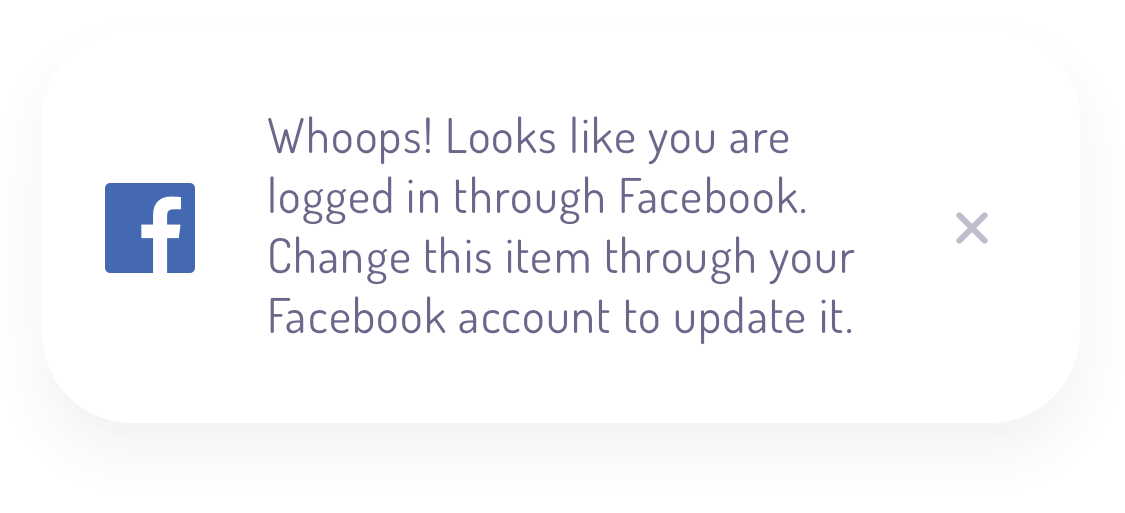 Whoops! Looks like you are
logged in through Facebook.
Change this item through your
Facebook account to update it.